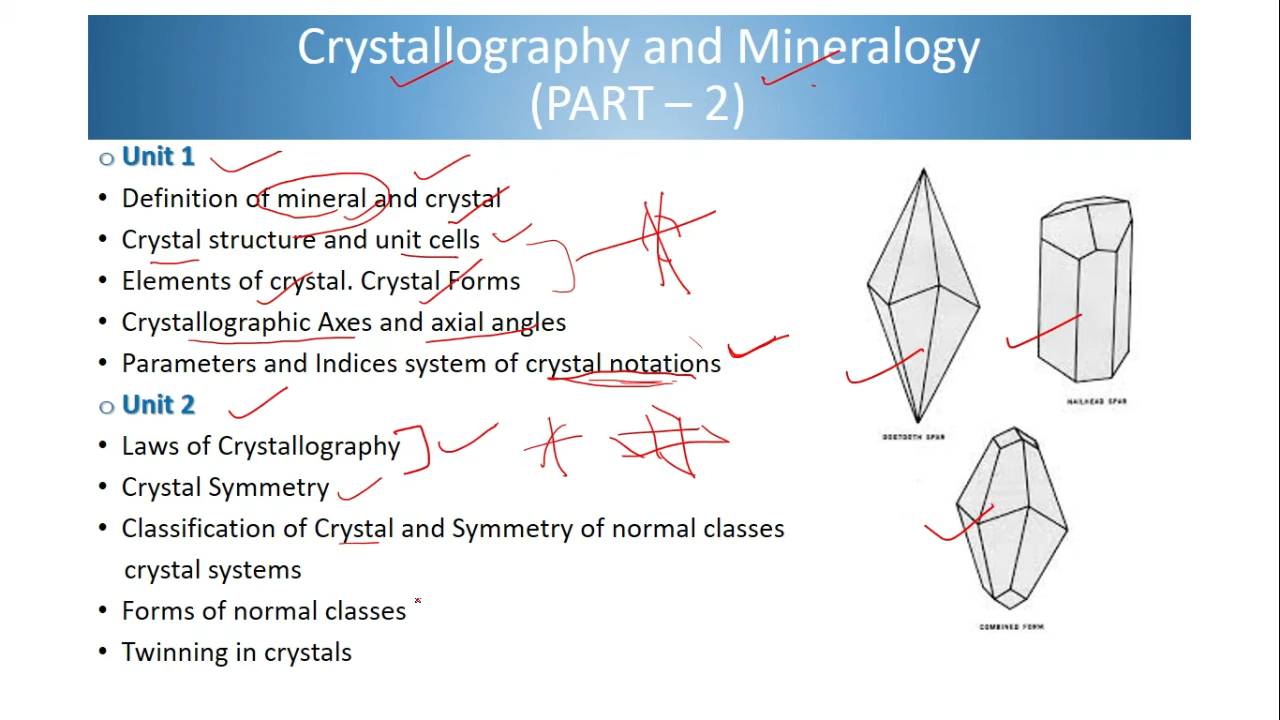 Crystallography and Mineralogy
(PART – 2)
o Unit 1
• Definition of mineral and crystal
• Crystal structure and unit cells
• Elements of crystal. Crystal Forms
• Crystallographic Axes and axial angles
• Parameters and Indices system of crystal notations
o Unit 2
• Laws of Crystallography
• Crystal Symmetry
• Classification of Crystal and Symmetry of normal classes
crystal systems
• Forms of normal classes
• Twinning in crystals
NAILHEAD SPAR
DOGTOOTH SPAR
COMBINED FORM